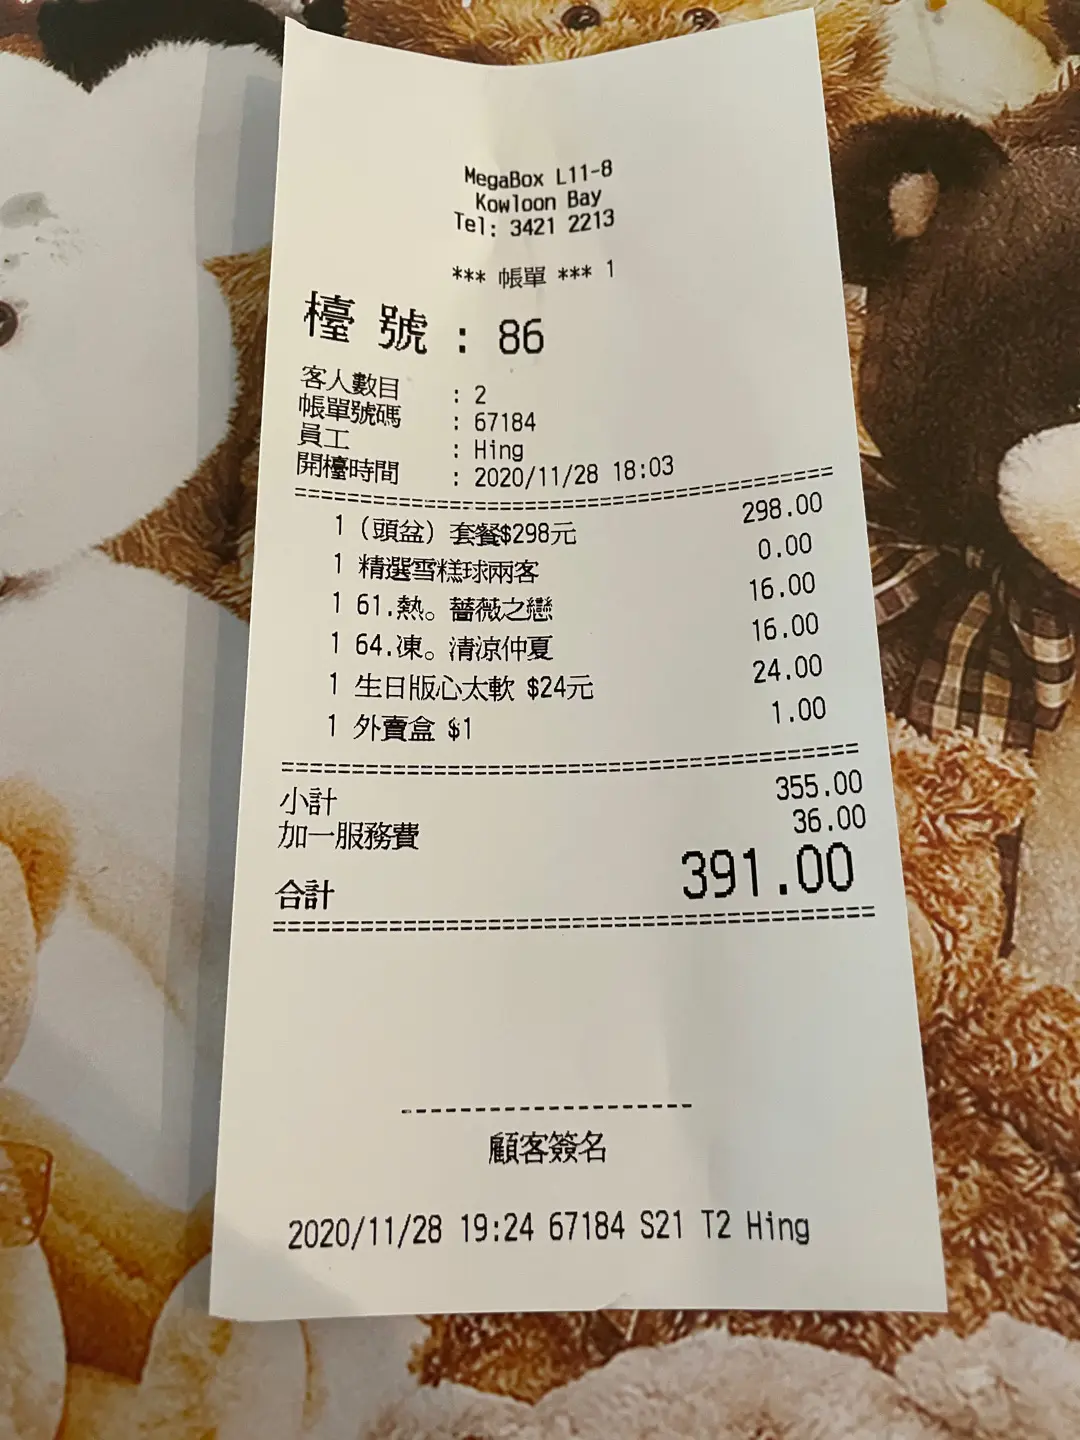 MegaBox L11-8
Kowloon Bay
Tel: 3421 2213
*** 帳單 *** 1
檯 號 : 86
客人數目 : 2
帳單號碼 : 67184
員工 : Hing
開檯時間 : 2020/11/28 18:03
1 (頭盆) 套餐$298元 298.00
1 精選雪糕球兩客 0.00
1 61.熱。薔薇之戀 16.00
1 64.凍。清涼仲夏 16.00
1 生日版心太軟 $24元 24.00
1 外賣盒 $1 1.00
小計 355.00
加一服務費 36.00
合計 391.00
顧客簽名
2020/11/28 19:24 67184 S21 T2 Hing